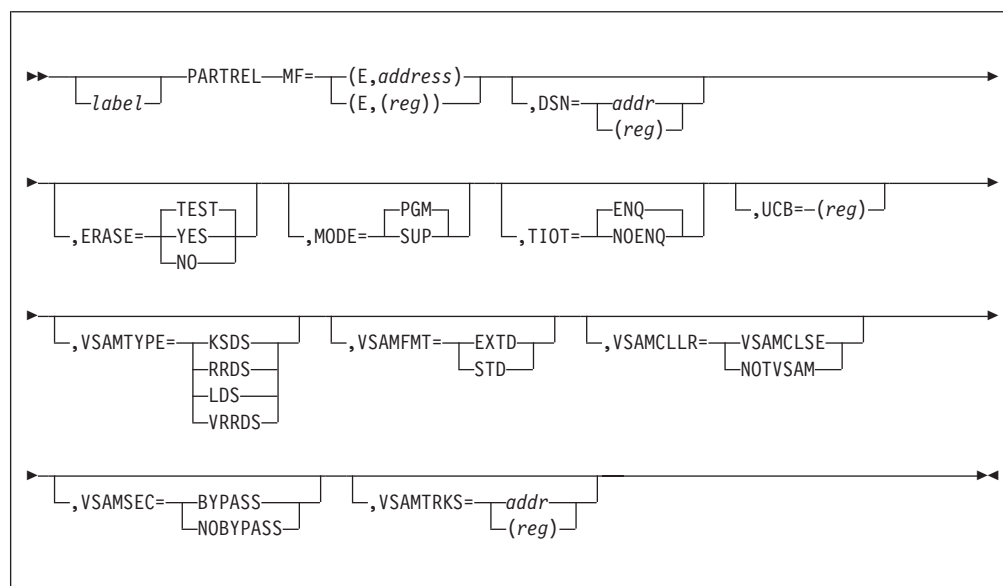 label PARTREL MF= (E,address) ,DSN= addr
(E,(reg)) (reg)
,ERASE= TEST ,MODE= PGM ,TIOT= ENQ ,UCB= (reg)
YES SUP NOENQ
NO
,VSAMTYPE= KSDS ,VSAMFMT= EXTD ,VSAMCLLR= VSAMCLSE
RRDS STD NOTVSAM
LDS
VRRDS
,VSAMSEC= BYPASS ,VSAMTRKS= addr
NOBYPASS (reg)